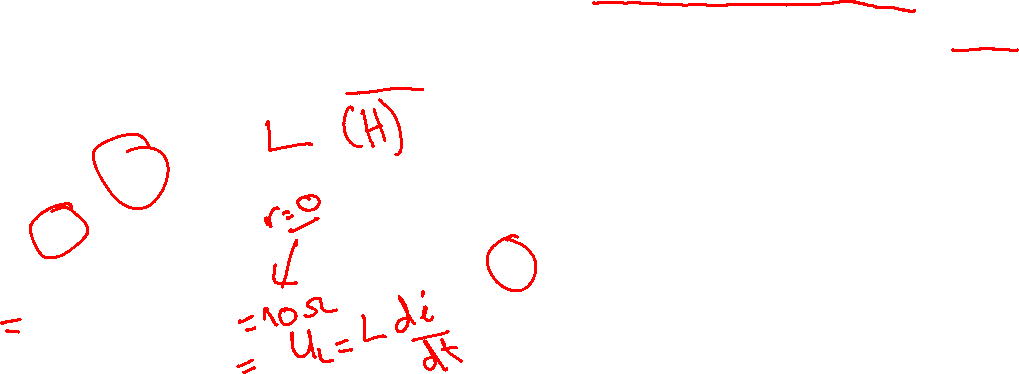 L (H)
r=0
=10Ω
= U_L = L di/dt
=